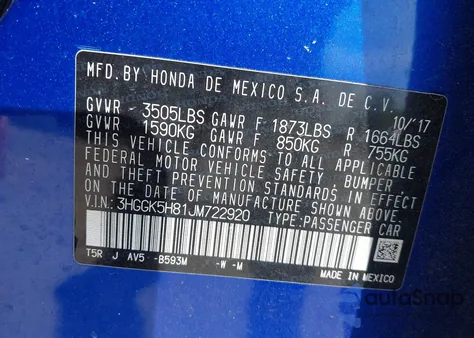 MFD.BY HONDA DE MEXICO S.A. DE C.V.
10/'17
GVWR - 3505LBS GAWR F 1873LBS R 1664LBS
GVWR 1590KG GAWR F 850KG R 755KG
THIS VEHICLE CONFORMS TO ALL APPLICABLE
FEDERAL MOTOR VEHICLE SAFETY, BUMPER,
AND THEFT PREVENTION STANDARDS IN EFFECT
ON THE DATE OF MANUFACTURE SHOWN ABOVE.
V.I.N: 3HGGK5H81JM722920 TYPE:PASSENGER CAR
T5R J AV5 -B593M -W -M
MADE IN MEXICO
autoSnap